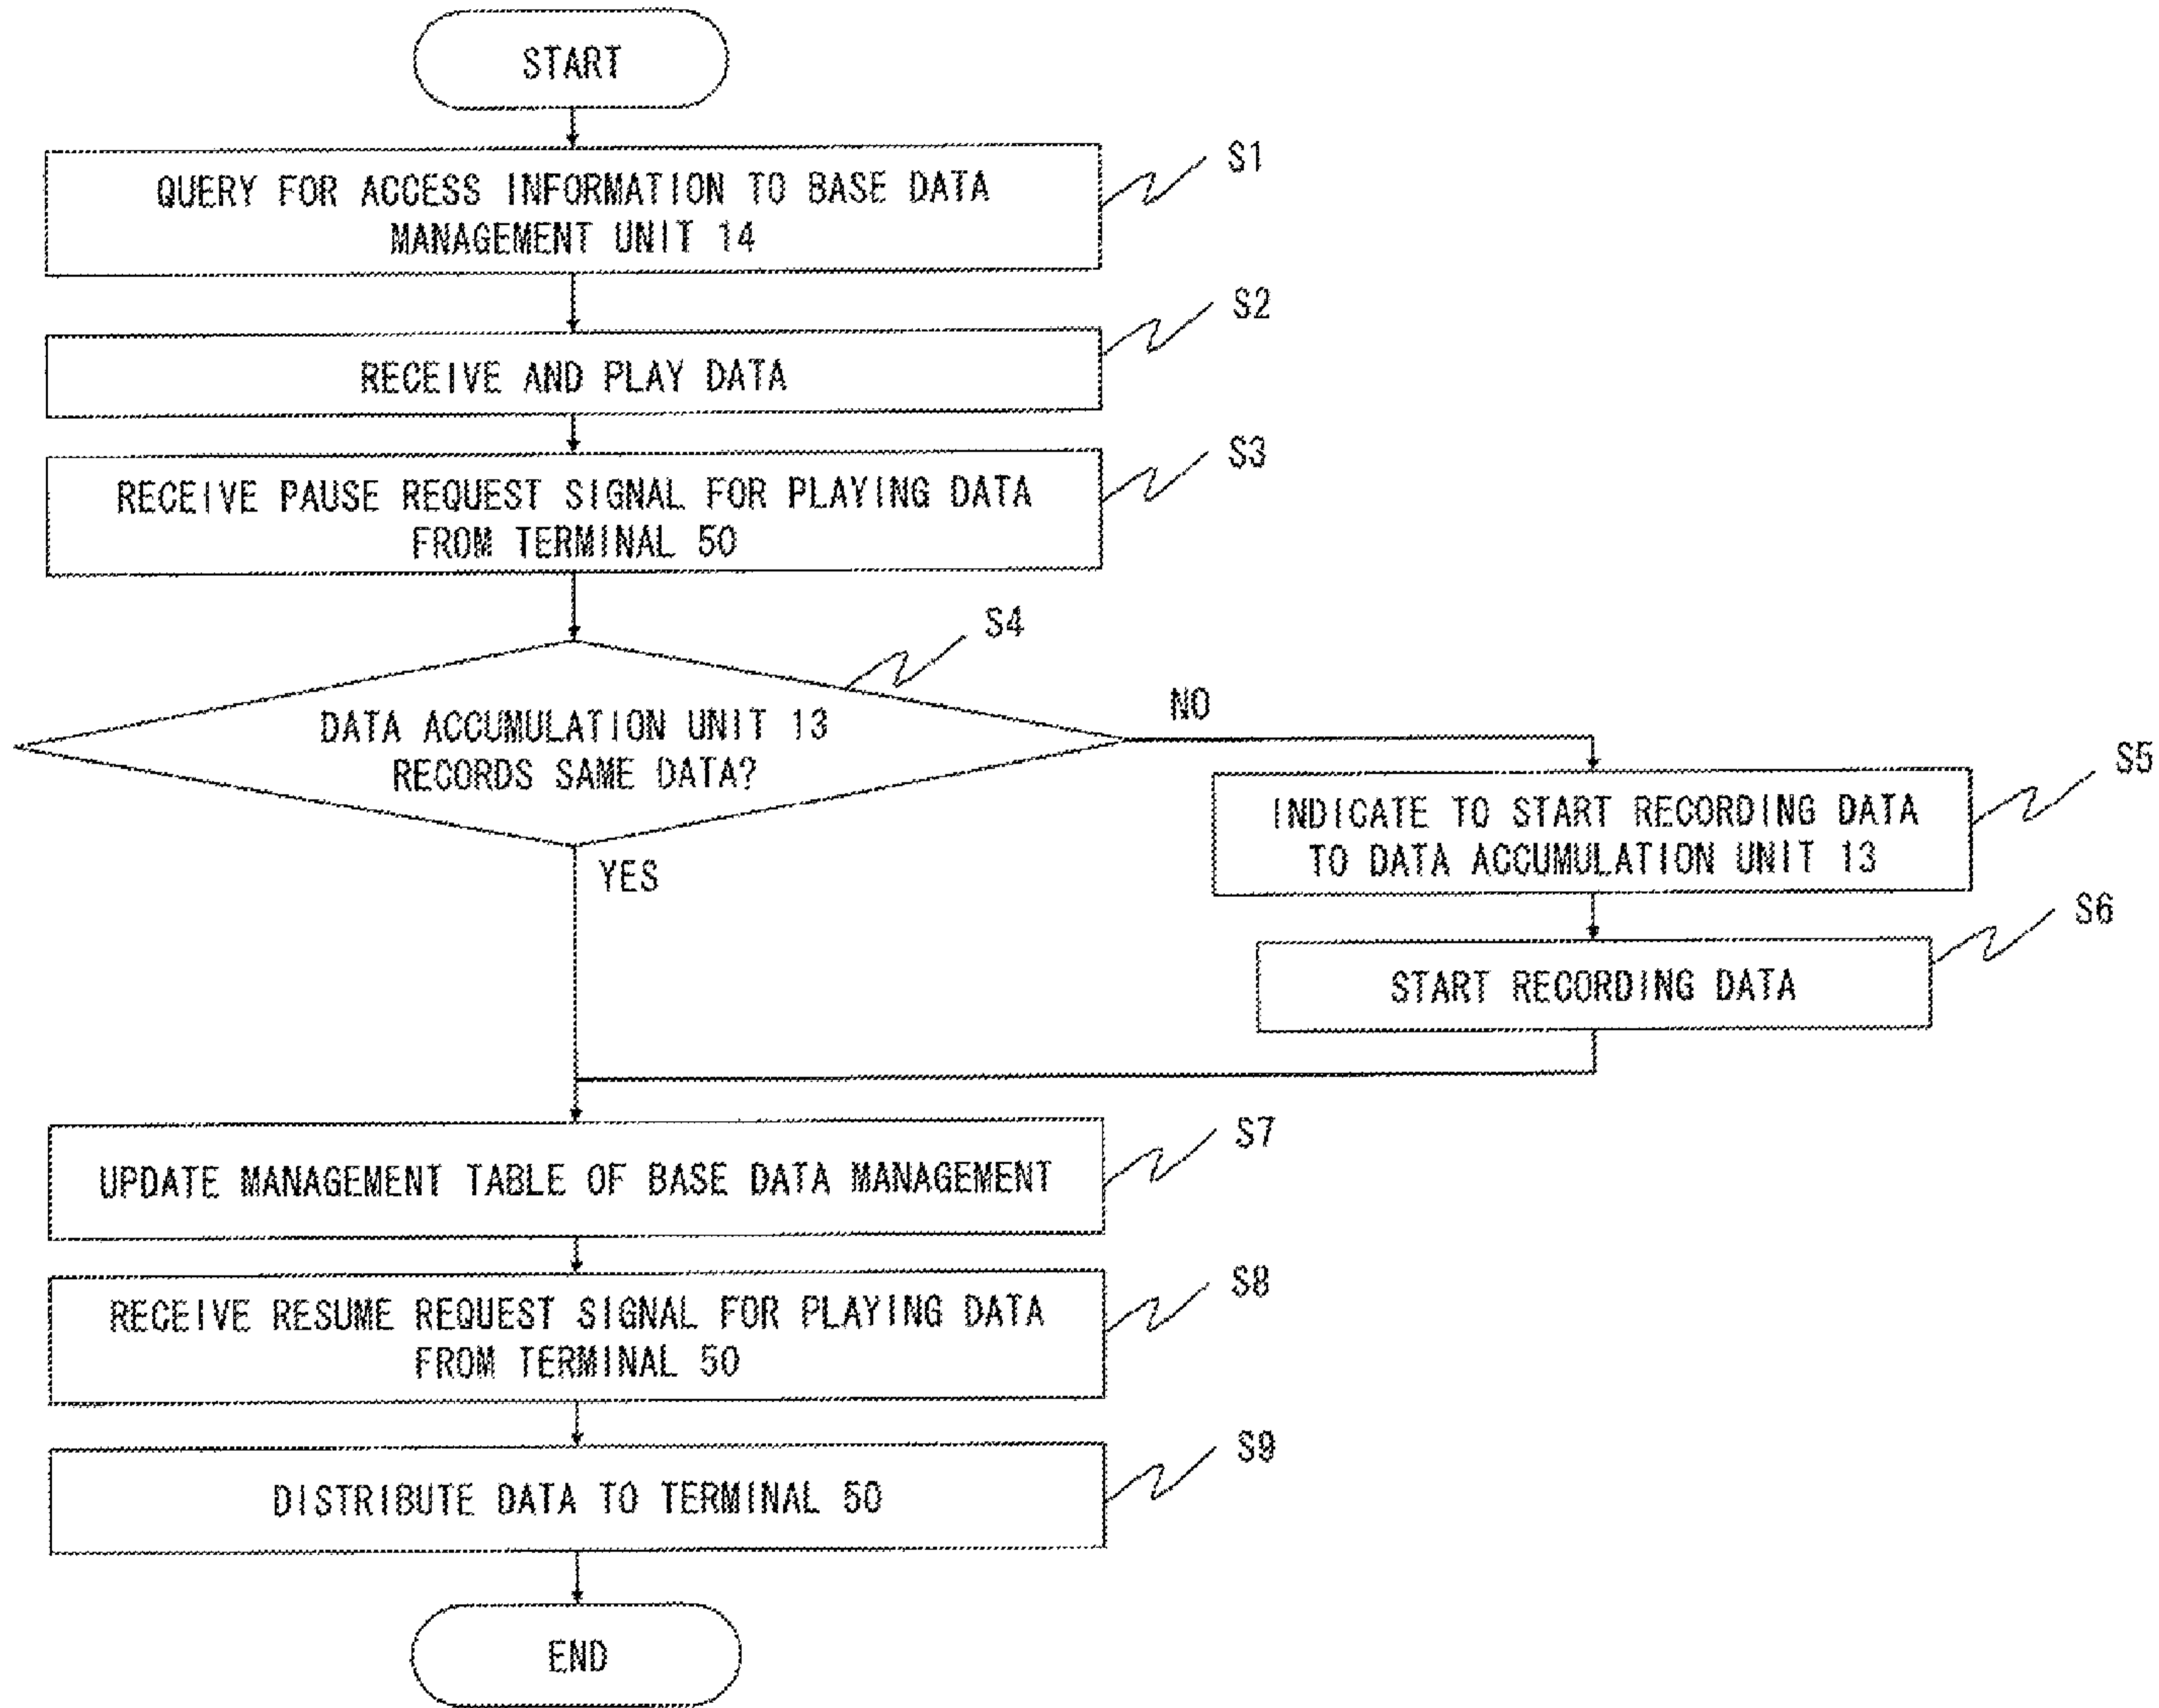 START
S1
QUERY FOR ACCESS INFORMATION TO BASE DATA
MANAGEMENT UNIT 14
S2
RECEIVE AND PLAY DATA
S3
RECEIVE PAUSE REQUEST SIGNAL FOR PLAYING DATA
FROM TERMINAL 50
S4
DATA ACCUMULATION UNIT 13
RECORDS SAME DATA?
NO
YES
S5
INDICATE TO START RECORDING DATA
TO DATA ACCUMULATION UNIT 13
S6
START RECORDING DATA
S7
UPDATE MANAGEMENT TABLE OF BASE DATA MANAGEMENT
S8
RECEIVE RESUME REQUEST SIGNAL FOR PLAYING DATA
FROM TERMINAL 50
S9
DISTRIBUTE DATA TO TERMINAL 50
END